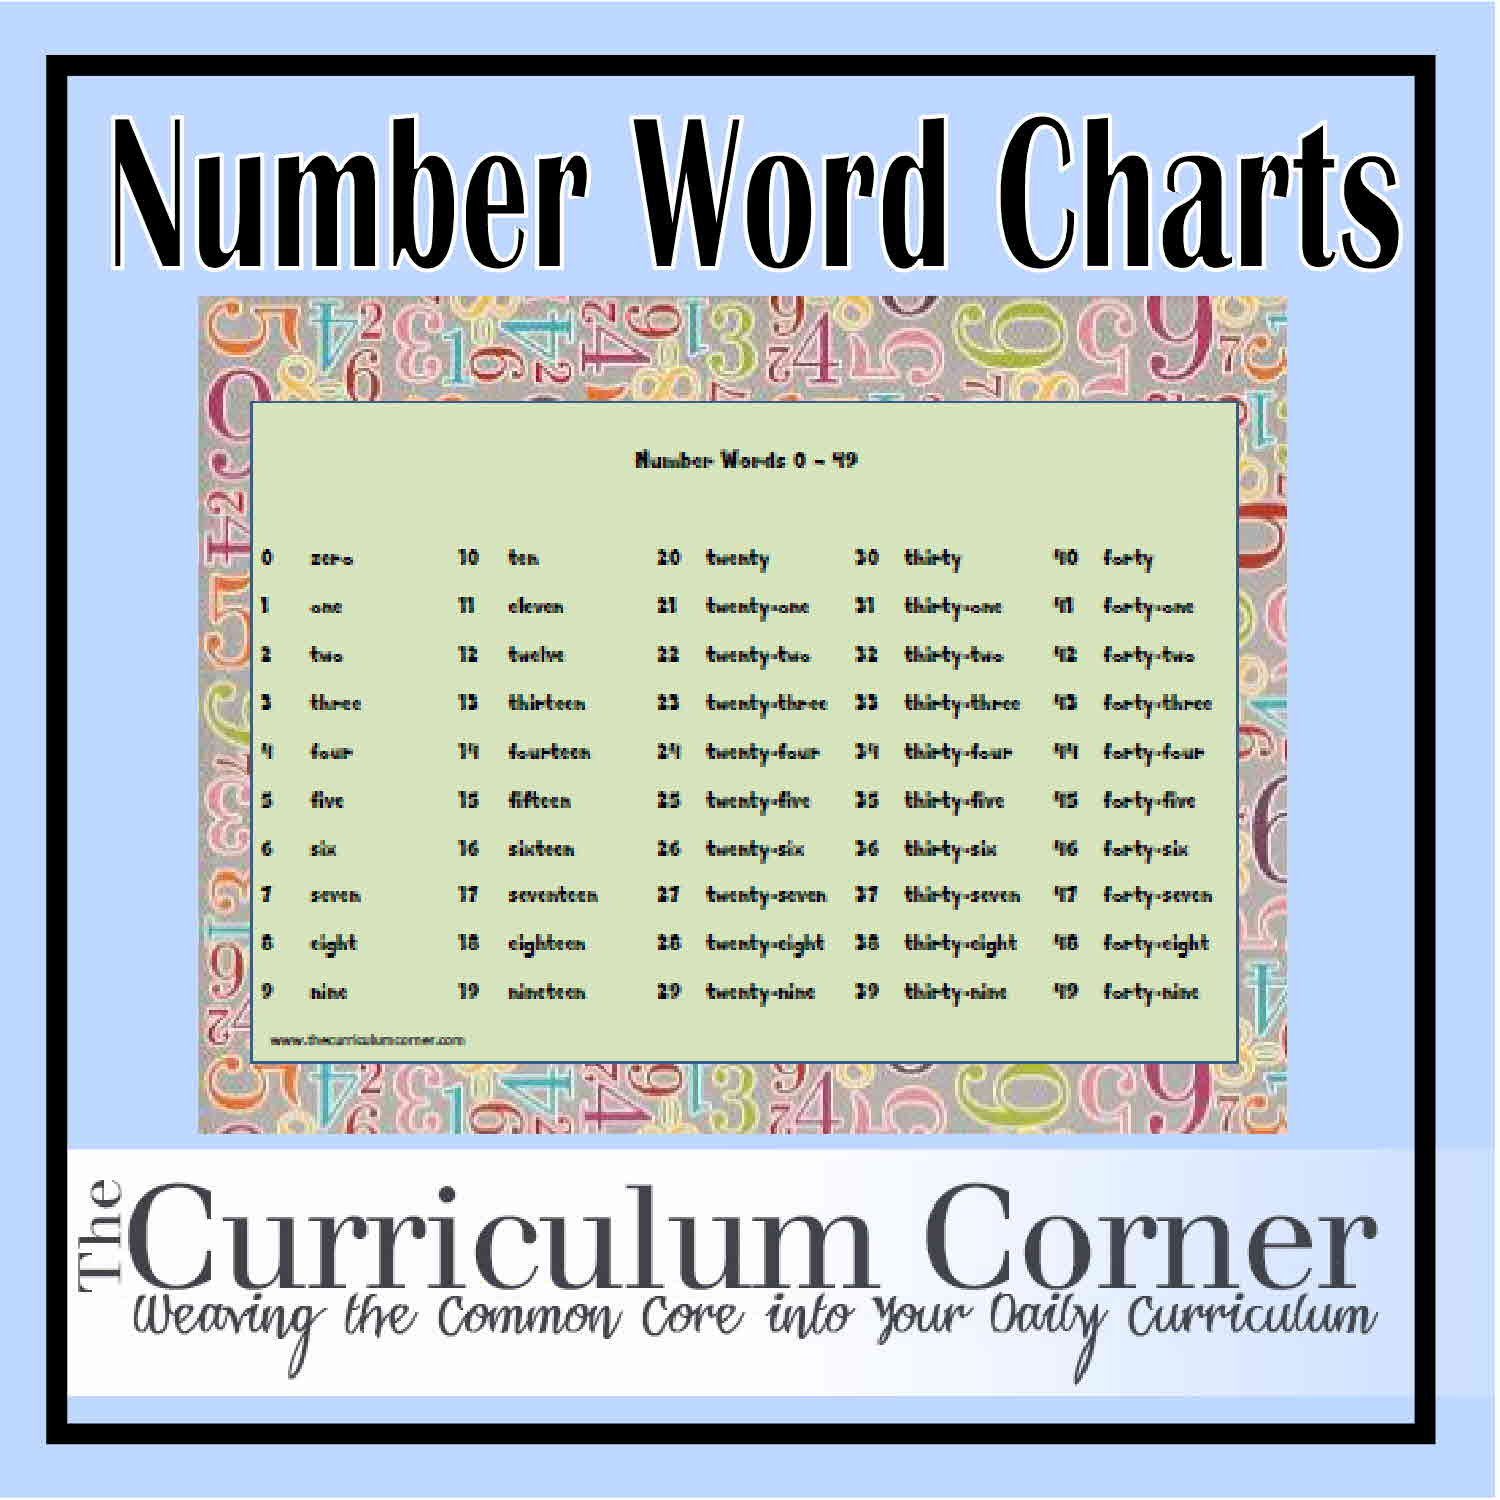 Number Word Charts
Number Words 0 - 49
0 zero 10 ten 20 twenty 30 thirty 40 forty
1 one 11 eleven 21 twenty-one 31 thirty-one 41 forty-one
2 two 12 twelve 22 twenty-two 32 thirty-two 42 forty-two
3 three 13 thirteen 23 twenty-three 33 thirty-three 43 forty-three
4 four 14 fourteen 24 twenty-four 34 thirty-four 44 forty-four
5 five 15 fifteen 25 twenty-five 35 thirty-five 45 forty-five
6 six 16 sixteen 26 twenty-six 36 thirty-six 46 forty-six
7 seven 17 seventeen 27 twenty-seven 37 thirty-seven 47 forty-seven
8 eight 18 eighteen 28 twenty-eight 38 thirty-eight 48 forty-eight
9 nine 19 nineteen 29 twenty-nine 39 thirty-nine 49 forty-nine
www.thecurriculumcorner.com
The Curriculum Corner
Weaving the Common Core into Your Daily Curriculum